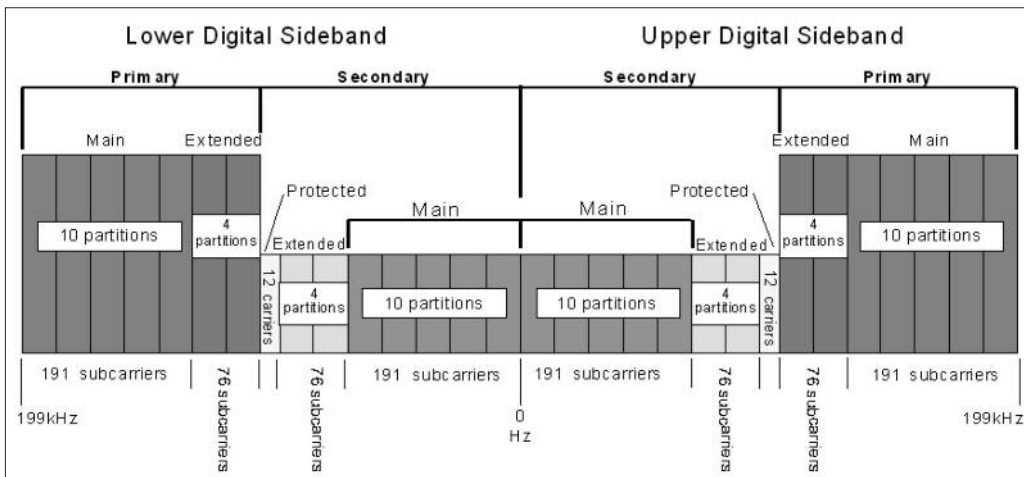 Lower Digital Sideband Upper Digital Sideband
Primary Secondary Secondary Primary
Main Extended Extended Main
Protected Protected
Main Main
10 partitions 4 partitions Extended Extended 4 partitions 10 partitions
12 carriers 4 partitions 10 partitions 10 partitions 4 partitions 12 carriers
191 subcarriers 76 subcarriers 76 subcarriers 191 subcarriers 191 subcarriers 76 subcarriers 76 subcarriers 191 subcarriers
199kHz 0 199kHz
Hz